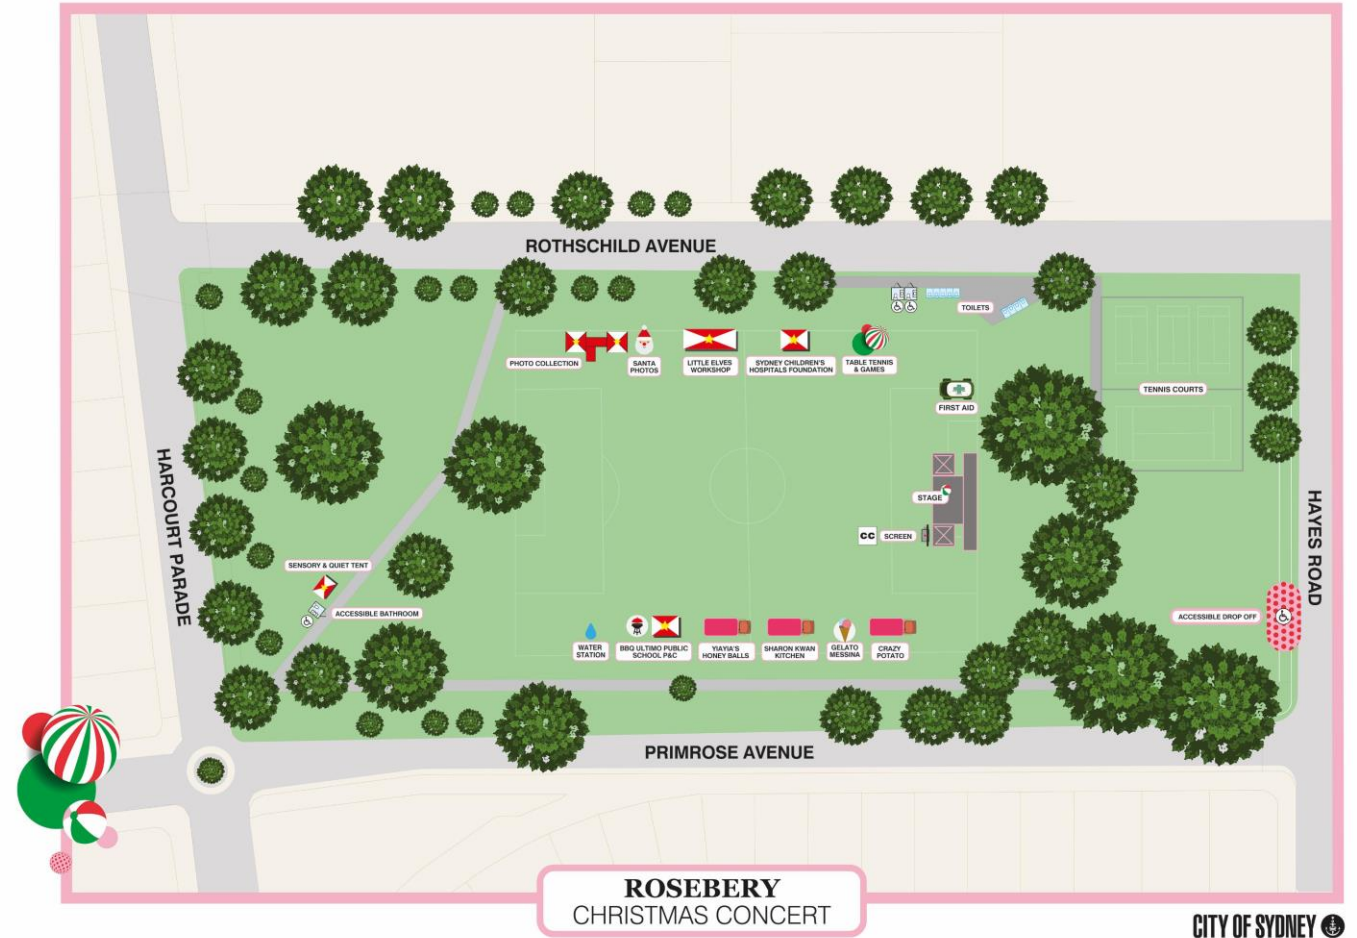 ROTHSCHILD AVENUE
TOILETS
PHOTO COLLECTION
SANTA
PHOTOS
LITTLE ELVES
WORKSHOP
SYDNEY CHILDREN'S
HOSPITALS FOUNDATION
TABLE TENNIS
& GAMES
FIRST AID
TENNIS COURTS
HARCOURT PARADE
HAYES ROAD
STAGE
CC
SCREEN
SENSORY & QUIET TENT
ACCESSIBLE BATHROOM
ACCESSIBLE DROP OFF
WATER
STATION
BBQ ULTIMO PUBLIC
SCHOOL P&C
YIAYIA'S
HONEY BALLS
SHARON KWAN
KITCHEN
GELATO
MESSINA
CRAZY
POTATO
PRIMROSE AVENUE
ROSEBERY
CHRISTMAS CONCERT
CITY OF SYDNEY